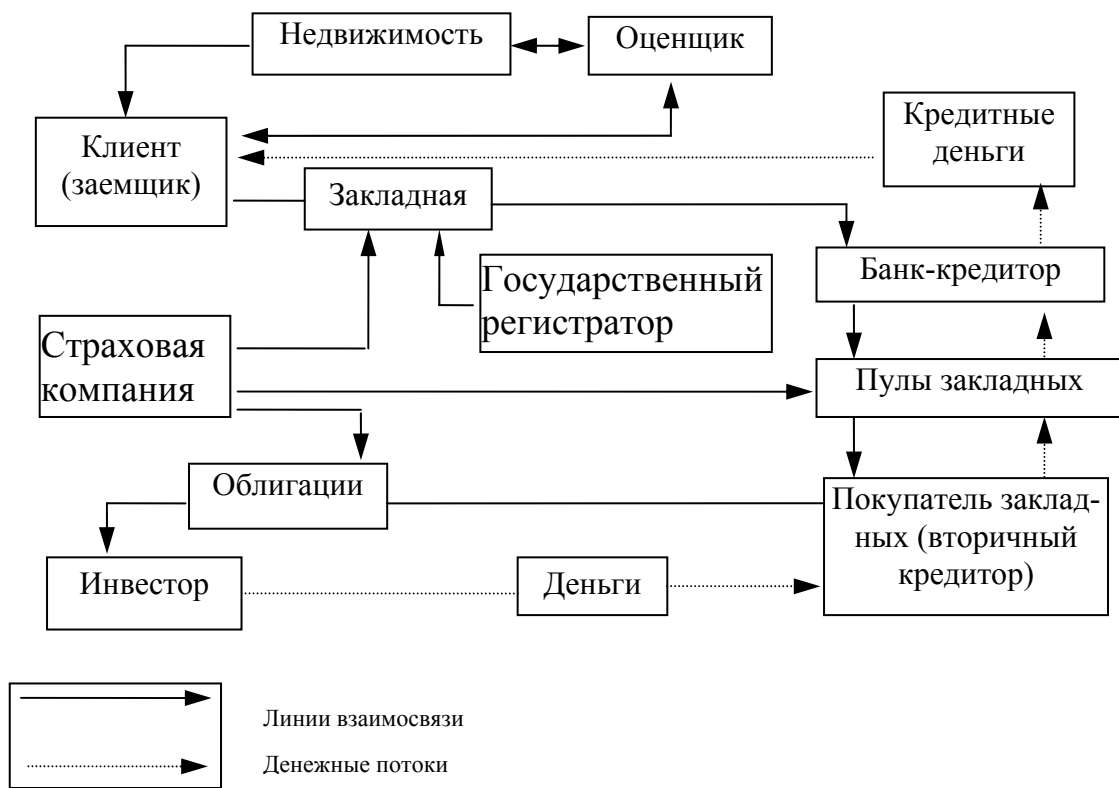 Недвижимость
Оценщик
Кредитные
деньги
Клиент
(заемщик)
Закладная
Государственный
регистратор
Банк-кредитор
Страховая
компания
Пулы закладных
Облигации
Покупатель заклад-
ных (вторичный
кредитор)
Инвестор
Деньги
Линии взаимосвязи
Денежные потоки